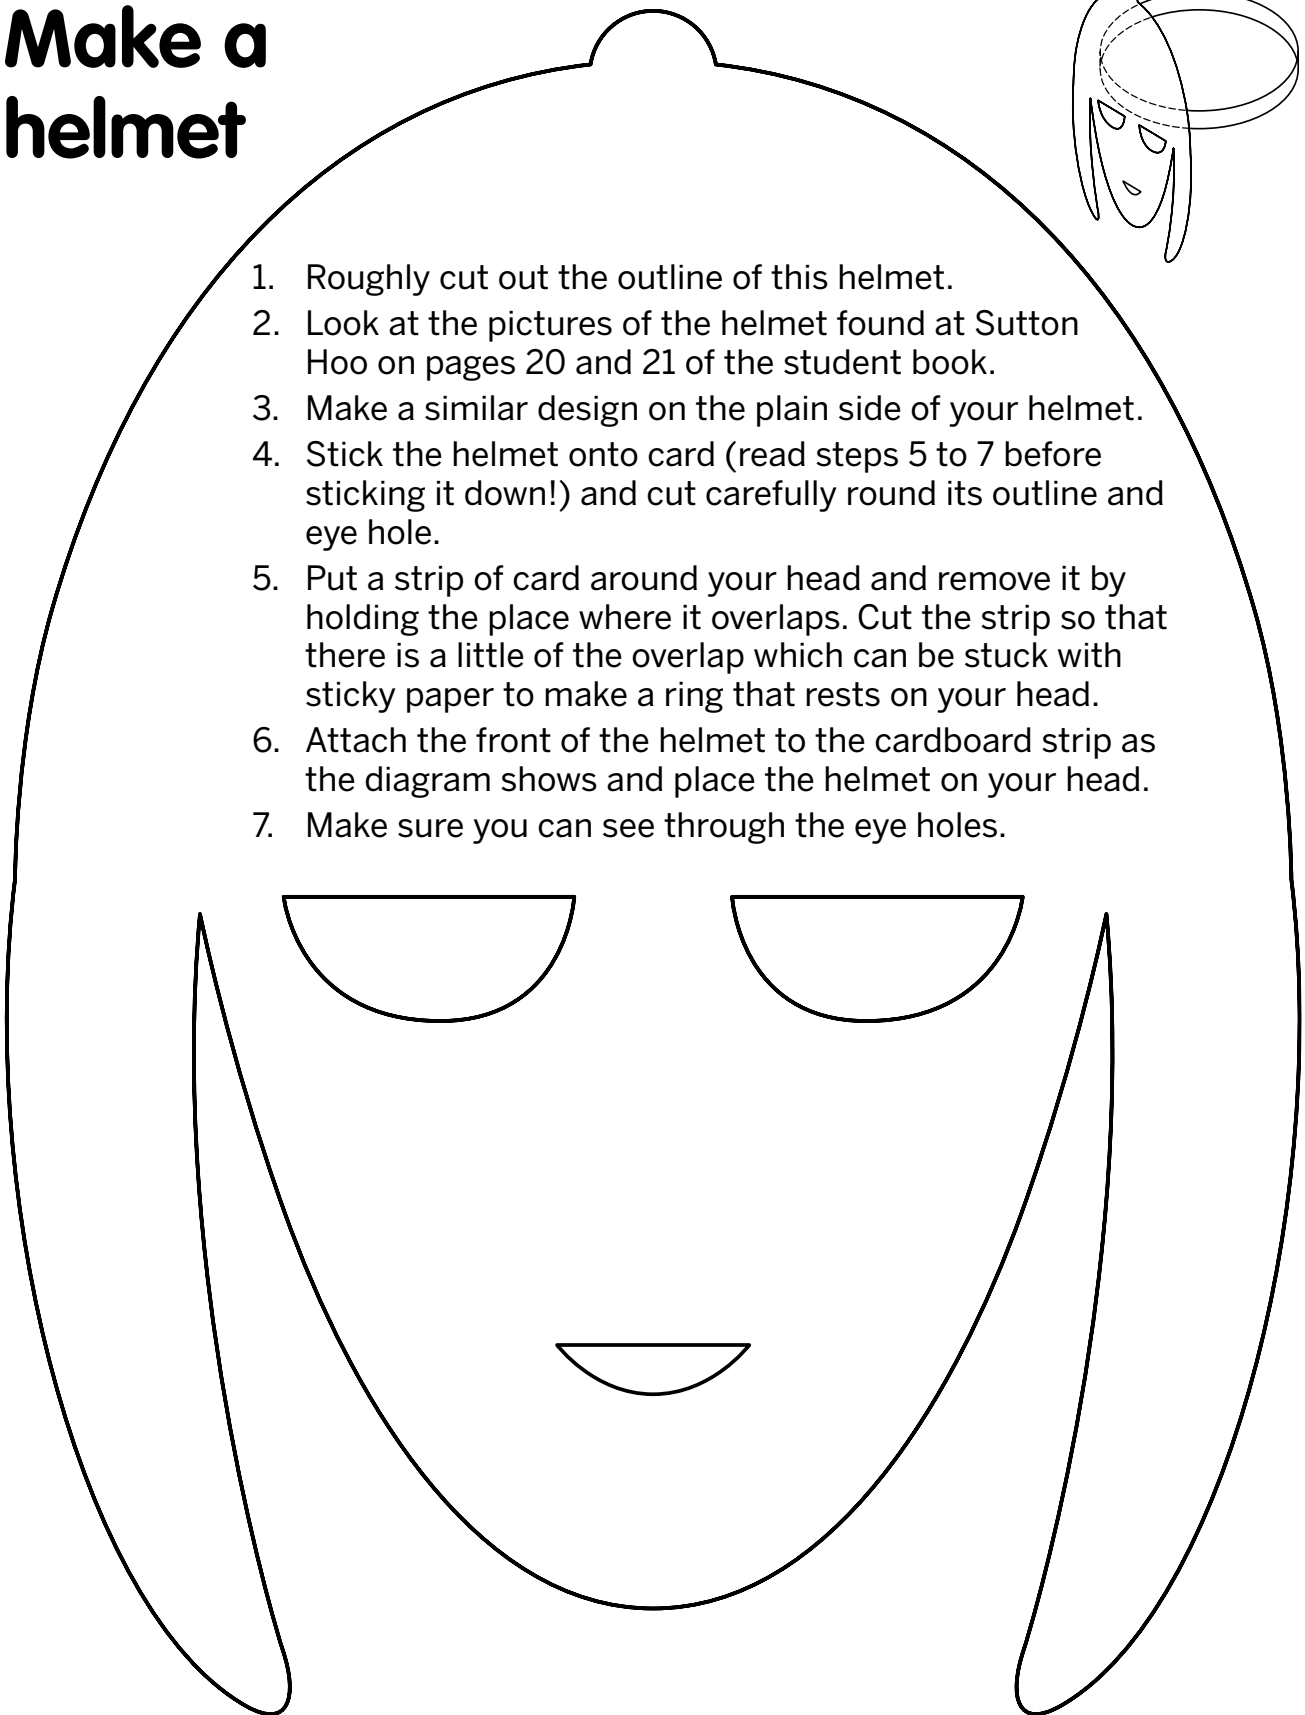 Make a
helmet
1. Roughly cut out the outline of this helmet.
2. Look at the pictures of the helmet found at Sutton
Hoo on pages 20 and 21 of the student book.
3. Make a similar design on the plain side of your helmet.
4. Stick the helmet onto card (read steps 5 to 7 before
sticking it down!) and cut carefully round its outline and
eye hole.
5. Put a strip of card around your head and remove it by
holding the place where it overlaps. Cut the strip so that
there is a little of the overlap which can be stuck with
sticky paper to make a ring that rests on your head.
6. Attach the front of the helmet to the cardboard strip as
the diagram shows and place the helmet on your head.
7. Make sure you can see through the eye holes.